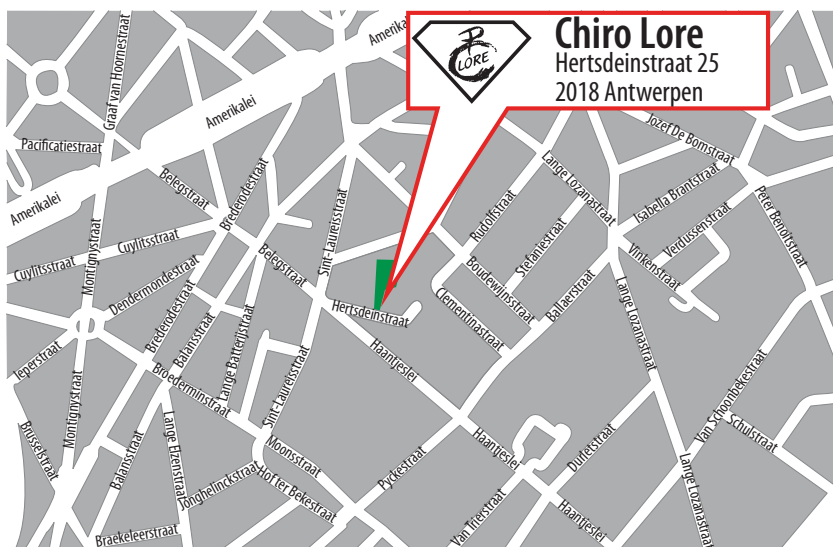 Chiro Lore
Hertsdeinstraat 25
2018 Antwerpen
P
C
LORE
Amerika
Amerikalei
Amerikalei
Graaf van Hoornestraat
Pacificatiestraat
Belegstraat
Brederodestraat
Cuylitsstraat
Cuylitsstraat
Montignystraat
Dendermondestraat
Belegstraat
Sint-Laureisstraat
Hertsdeinstraat
Jozef De Bomstraat
Lange Lozanastraat
Isabella Brantstraat
Verdussenstraat
Peter Benoitstraat
Vinkenstraat
Rudolfstraat
Stefaniestraat
Boudewijnsstraat
Clementinastraat
Ballaerstraat
Lange Lozanastraat
Ieperstraat
Brederodestraat
Balansstraat
Lange Batterijstraat
Broederminstraat
Sint-Laureisstraat
Haantjeslei
Brusselstraat
Montignystraat
Balansstraat
Lange Elzenstraat
Moonsstraat
Jonghelinckstraat
Hof ter Bekestraat
Braekeleerstraat
Pyckestraat
Haantjeslei
Van Trierstraat
Dulfetstraat
Haantjeslei
Van Schoonbekestraat
Schulstraat
Lange Lozanastraat